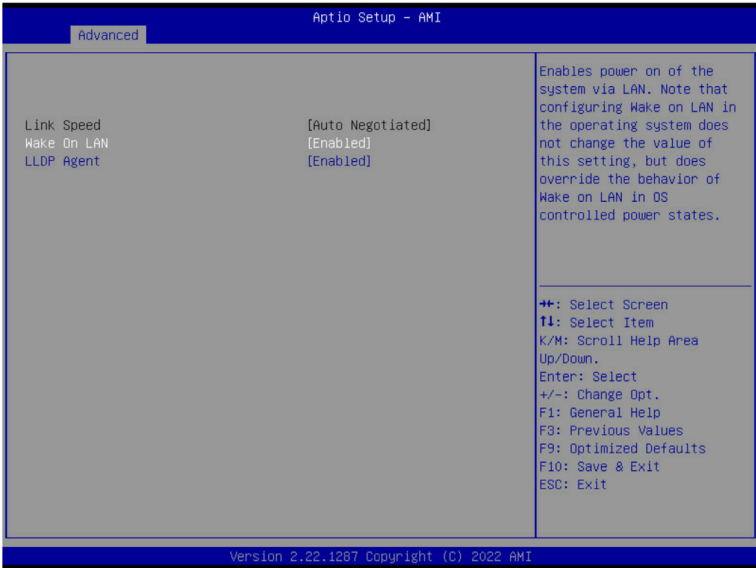 Aptio Setup – AMI
Advanced
Link Speed [Auto Negotiated]
Wake On LAN [Enabled]
LLDP Agent [Enabled]
Enables power on of the
system via LAN. Note that
configuring Wake on LAN in
the operating system does
not change the value of
this setting, but does
override the behavior of
Wake on LAN in OS
controlled power states.
→←: Select Screen
↑↓: Select Item
K/M: Scroll Help Area
Up/Down.
Enter: Select
+/-: Change Opt.
F1: General Help
F3: Previous Values
F9: Optimized Defaults
F10: Save & Exit
ESC: Exit
Version 2.22.1287 Copyright (C) 2022 AMI